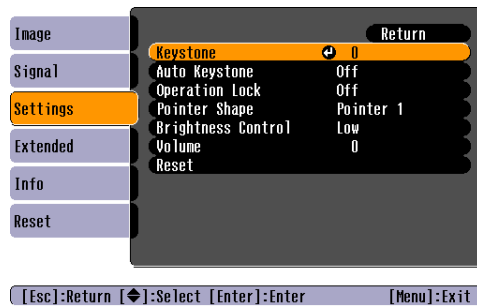 Image
Signal
Settings
Extended
Info
Reset
Return
Keystone 0
Auto Keystone Off
Operation Lock Off
Pointer Shape Pointer 1
Brightness Control Low
Volume 0
Reset
[Esc]:Return [◆]:Select [Enter]:Enter [Menu]:Exit